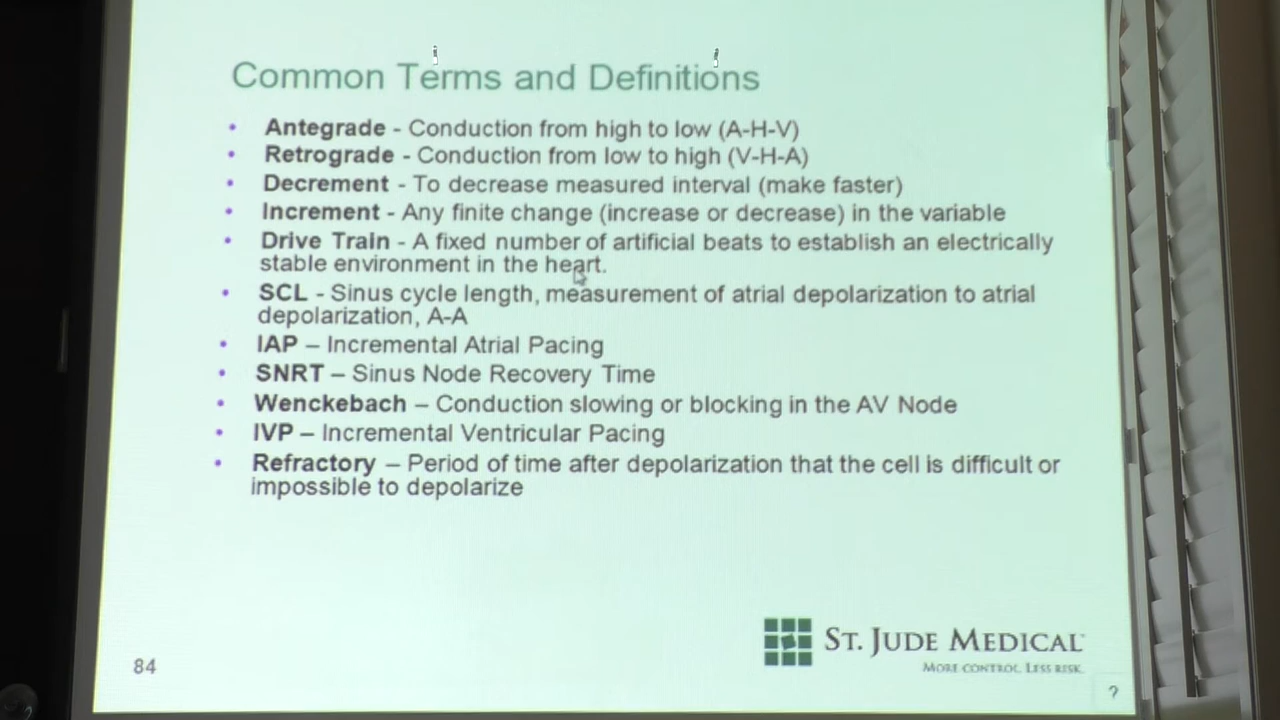 Common Terms and Definitions
• Antegrade - Conduction from high to low (A-H-V)
• Retrograde - Conduction from low to high (V-H-A)
• Decrement - To decrease measured interval (make faster)
• Increment - Any finite change (increase or decrease) in the variable
• Drive Train - A fixed number of artificial beats to establish an electrically
stable environment in the heart.
• SCL - Sinus cycle length, measurement of atrial depolarization to atrial
depolarization, A-A
• IAP – Incremental Atrial Pacing
• SNRT – Sinus Node Recovery Time
• Wenckebach – Conduction slowing or blocking in the AV Node
• IVP – Incremental Ventricular Pacing
• Refractory – Period of time after depolarization that the cell is difficult or
impossible to depolarize
ST. JUDE MEDICAL
MORE CONTROL. LESS RISK.
84
?